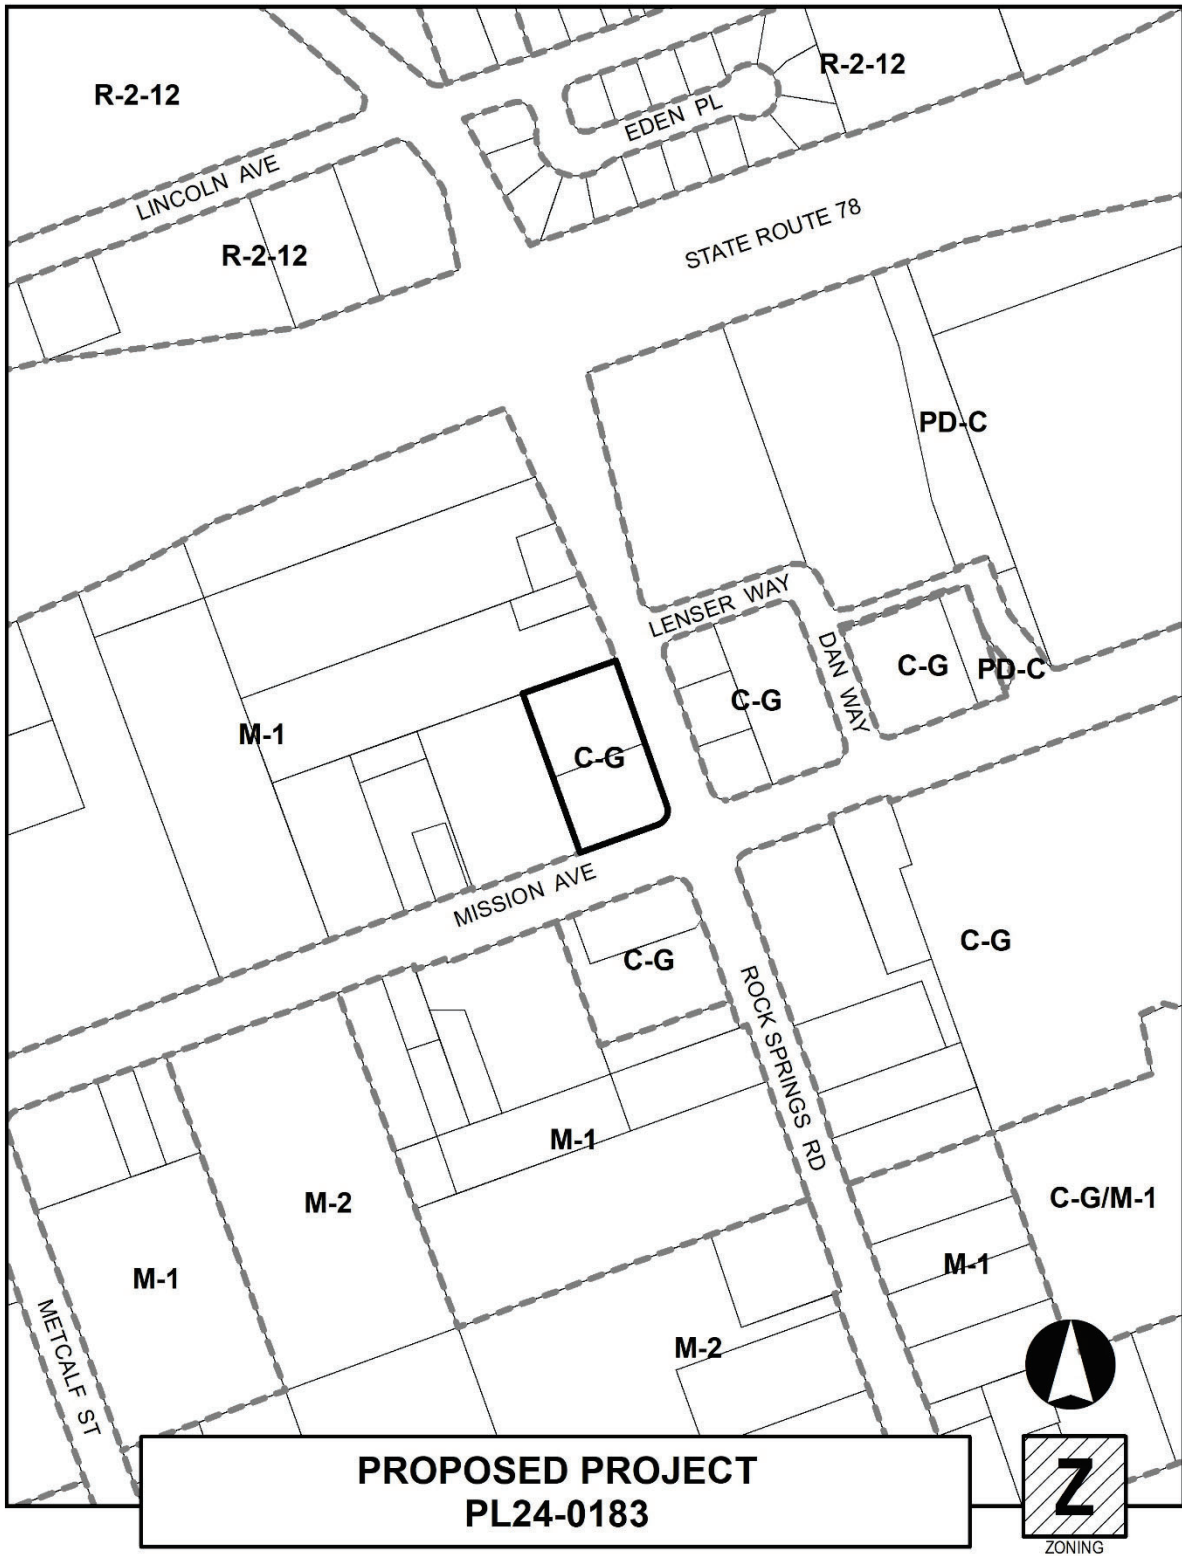 R-2-12
R-2-12
EDEN PL
LINCOLN AVE
R-2-12
STATE ROUTE 78
PD-C
LENSER WAY
DAN WAY
C-G
PD-C
C-G
M-1
C-G
MISSION AVE
C-G
C-G
ROCK SPRINGS RD
M-1
M-2
C-G/M-1
M-1
M-1
METCALF ST
M-2
PROPOSED PROJECT
PL24-0183
Z
ZONING